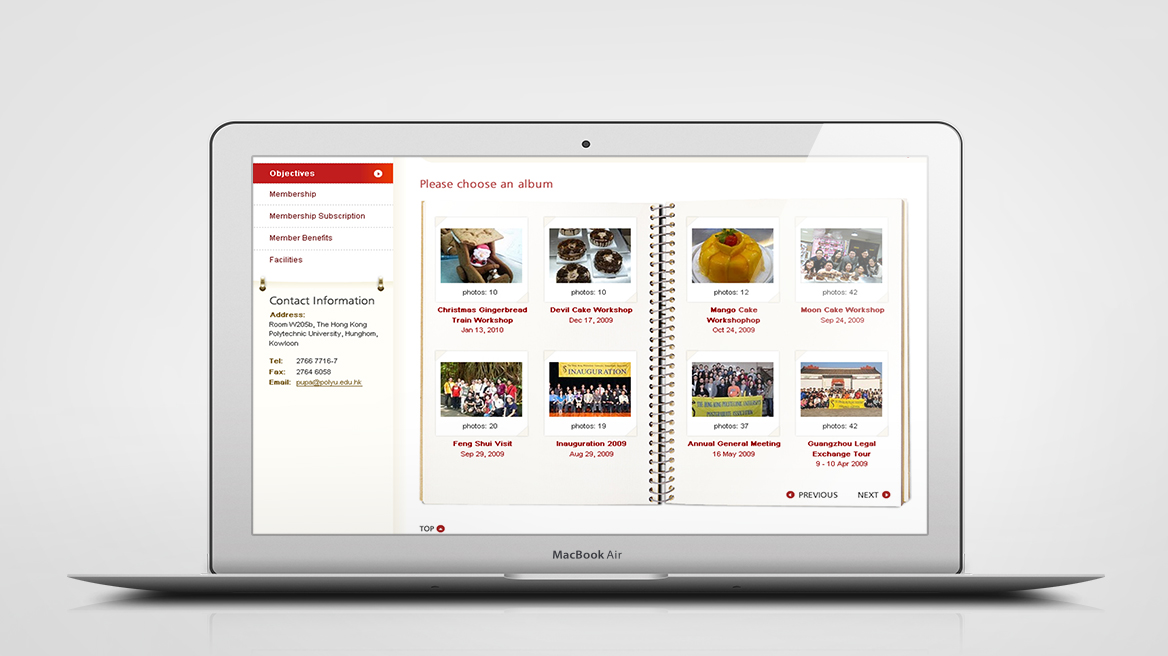 Objectives
Membership
Membership Subscription
Member Benefits
Facilities
Contact Information
Address:
Room VV205b, The Hong Kong
Polytechnic University, Hunghom,
Kowloon
Tel: 2766 7716-7
Fax: 2764 6058
Email: pupa@polyu.edu.hk
Please choose an album
photos: 10
Christmas Gingerbread
Train Workshop
Jan 13, 2010
photos: 10
Devil Cake Workshop
Dec 17, 2009
photos: 12
Mango Cake
Workshophop
Oct 24, 2009
photos: 42
Moon Cake Workshop
Sep 24, 2009
photos: 20
Feng Shui Visit
Sep 29, 2009
INAUGURATION
photos: 19
Inauguration 2009
Aug 29, 2009
photos: 37
Annual General Meeting
16 May 2009
photos: 42
Guangzhou Legal
Exchange Tour
9 - 10 Apr 2009
PREVIOUS NEXT
TOP
MacBook Air